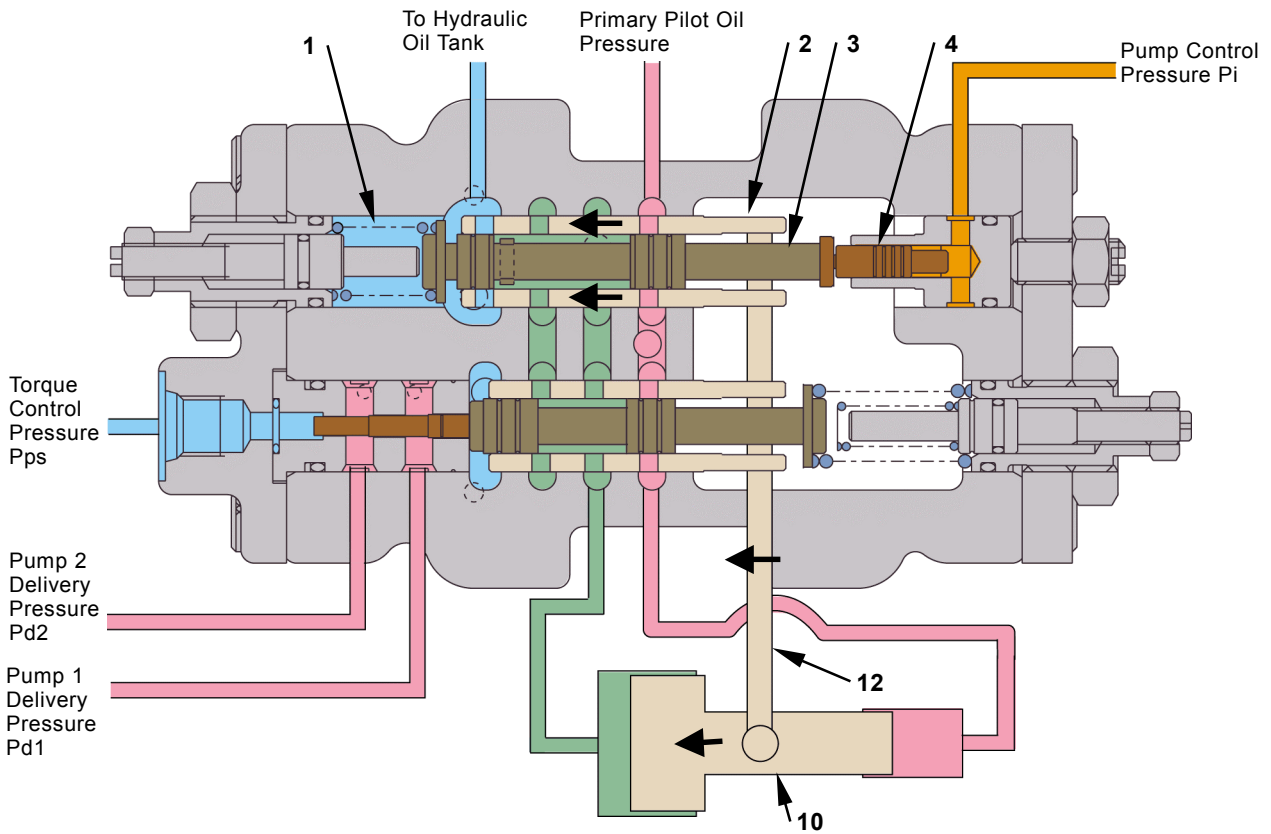 To Hydraulic
Oil Tank
Primary Pilot Oil
Pressure
1
2
3
4
Pump Control
Pressure Pi
Torque
Control
Pressure
Pps
Pump 2
Delivery
Pressure
Pd2
Pump 1
Delivery
Pressure
Pd1
12
10